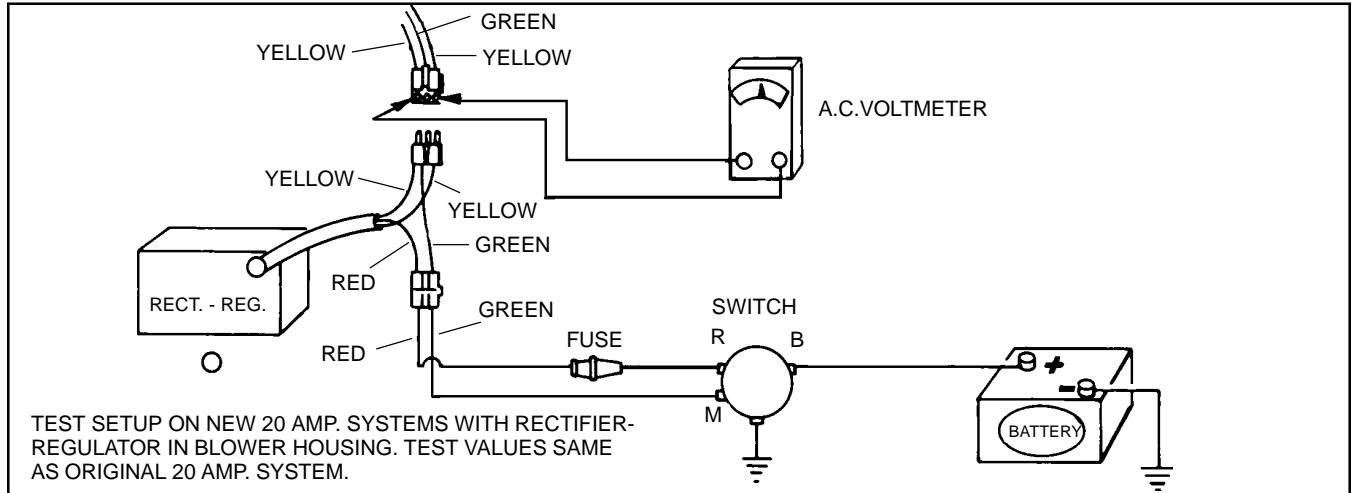 GREEN
YELLOW
YELLOW
A.C.VOLTMETER
YELLOW
YELLOW
GREEN
RED
RECT. - REG.
GREEN
SWITCH
RED
FUSE
R
B
M
+
-
BATTERY
TEST SETUP ON NEW 20 AMP. SYSTEMS WITH RECTIFIER-
REGULATOR IN BLOWER HOUSING. TEST VALUES SAME
AS ORIGINAL 20 AMP. SYSTEM.